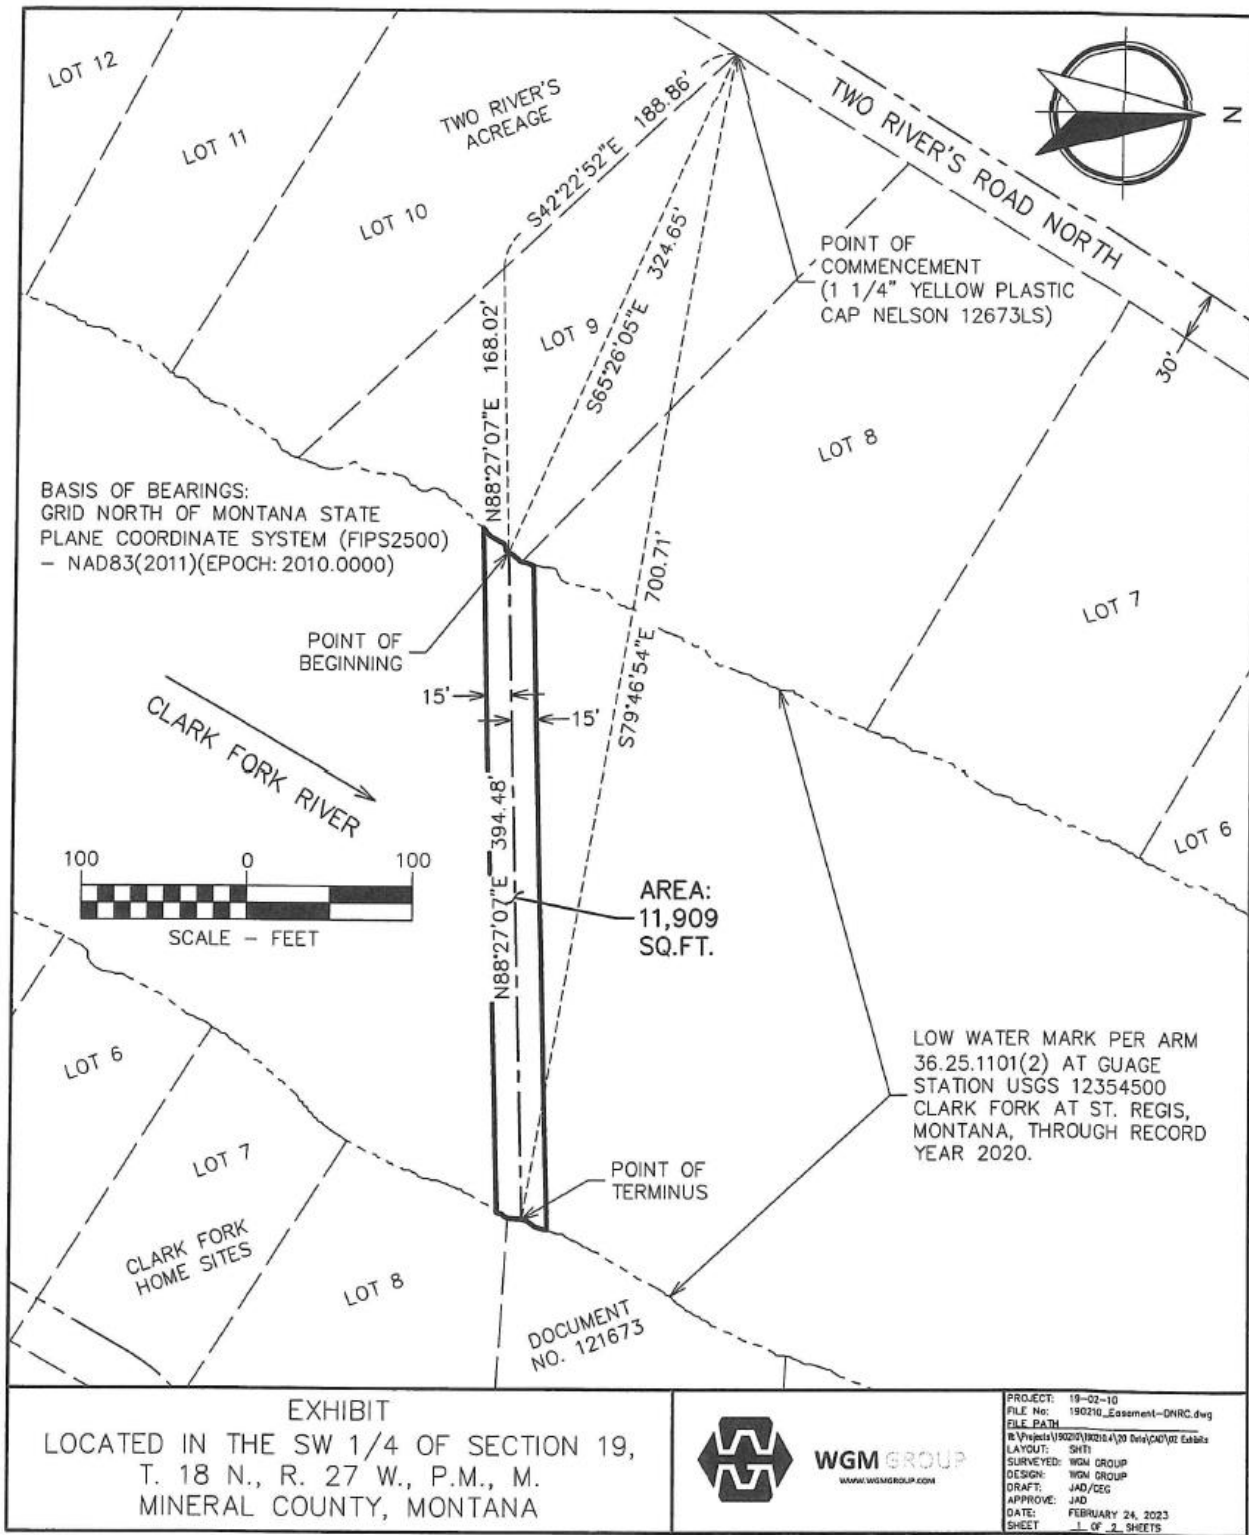 LOT 12
LOT 11
TWO RIVER'S
ACREAGE
LOT 10
S42°22'52"E 188.86'
TWO RIVER'S ROAD NORTH
N
POINT OF
COMMENCEMENT
(1 1/4" YELLOW PLASTIC
CAP NELSON 12673LS)
30'
N88°27'07"E 168.02'
LOT 9
S65°26'05"E 324.65'
LOT 8
BASIS OF BEARINGS:
GRID NORTH OF MONTANA STATE
PLANE COORDINATE SYSTEM (FIPS2500)
– NAD83(2011)(EPOCH: 2010.0000)
S79°46'54"E 700.71'
LOT 7
POINT OF
BEGINNING
15'
15'
CLARK FORK RIVER
N88°27'07"E 394.48'
LOT 6
100 0 100
SCALE – FEET
AREA:
11,909
SQ.FT.
LOT 6
LOW WATER MARK PER ARM
36.25.1101(2) AT GUAGE
STATION USGS 12354500
CLARK FORK AT ST. REGIS,
MONTANA, THROUGH RECORD
YEAR 2020.
LOT 7
POINT OF
TERMINUS
CLARK FORK
HOME SITES
LOT 8
DOCUMENT
NO. 121673
EXHIBIT
LOCATED IN THE SW 1/4 OF SECTION 19,
T. 18 N., R. 27 W., P.M., M.
MINERAL COUNTY, MONTANA
WGM GROUP
WWW.WGMGROUP.COM
PROJECT: 19-02-10
FILE No: 190210_Easement-DNRC.dwg
FILE PATH
LAYOUT: SHT1
SURVEYED: WGM GROUP
DESIGN: WGM GROUP
DRAFT: JAD/CEG
APPROVE: JAD
DATE: FEBRUARY 24, 2023
SHEET 1 OF 2 SHEETS